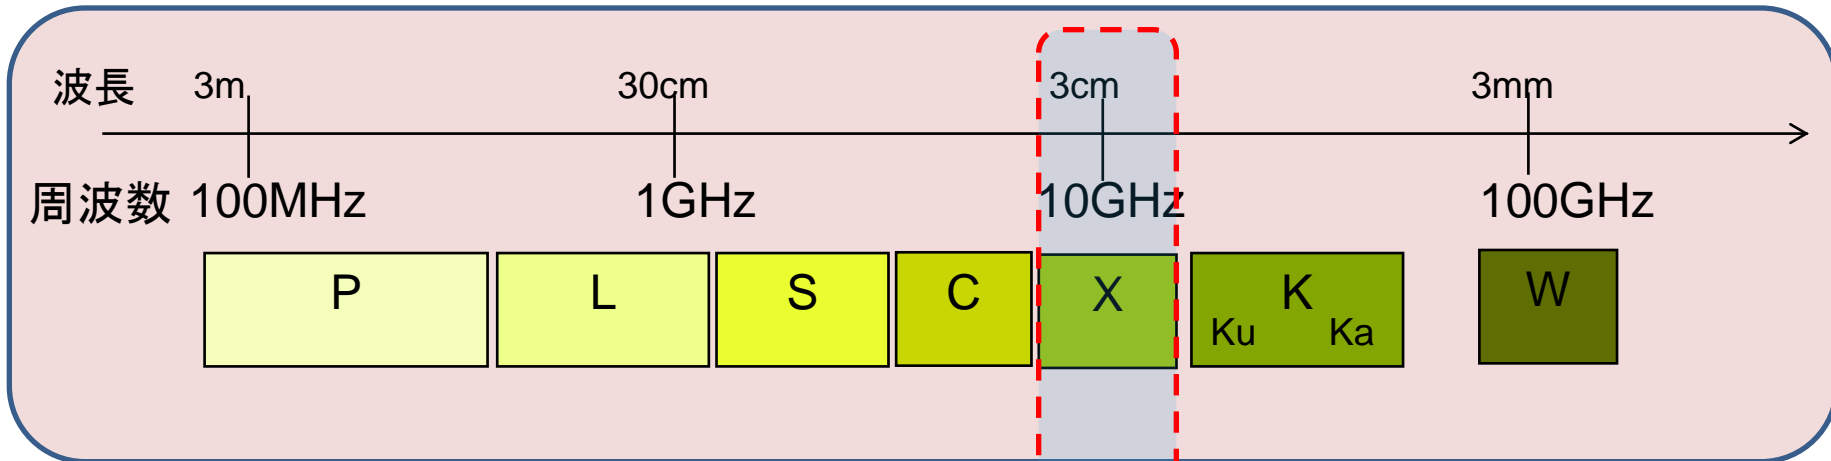 波長 3m 30cm 3cm 3mm
周波数 100MHz 1GHz 10GHz 100GHz
P L S C X K W
Ku Ka